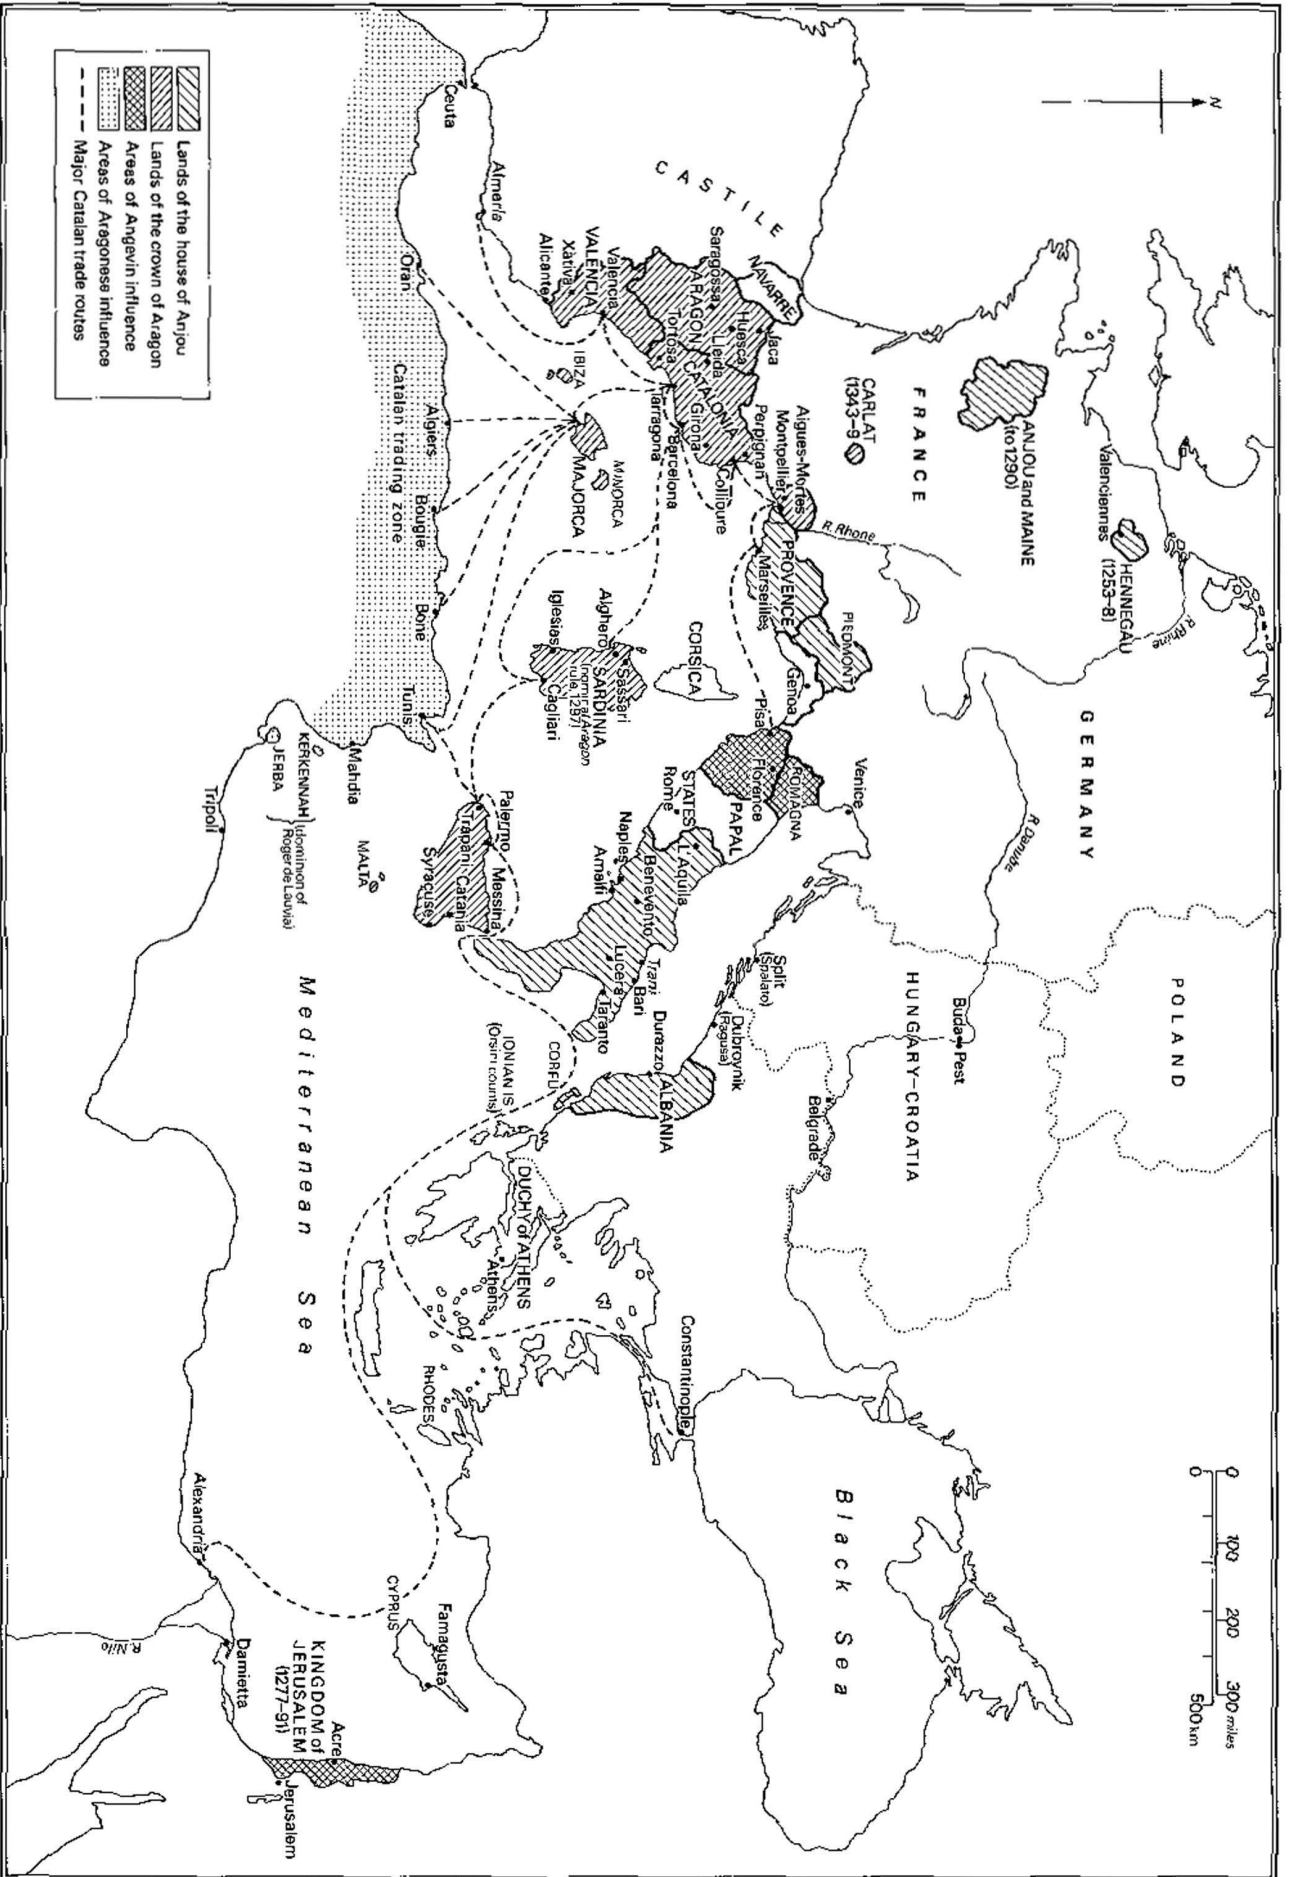 N
0 100 200 300 miles
0 500 km
POLAND
GERMANY
FRANCE
CASTILE
HUNGARY–CROATIA
Black Sea
Mediterranean Sea
HENNEGAU
(1253–8)
Valenciennes
R. Rhine
ANJOU and MAINE
(to 1290)
CARLAT
(1343–9)
R. Danube
Buda
Pest
Belgrade
R. Rhone
NAVARRE
Jaca
Huesca
Saragossa
ARAGON
Lleida
CATALONIA
Tortosa
Girona
Perpignan
Collioure
Barcelona
Tarragona
Aigues-Mortes
Montpellier
PROVENCE
Marseilles
PIEDMONT
Genoa
Pisa
Florence
ROMAGNA
Venice
PAPAL
STATES
Rome
L'Aquila
Naples
Amalfi
Benevento
Lucera
Trani
Bari
Taranto
Split
(Spalato)
Dubrovnik
(Ragusa)
Durazzo
ALBANIA
CORFU
IONIAN IS
(Orsini counts)
DUCHY of ATHENS
Athens
Constantinople
RHODES
CYPRUS
Famagusta
KINGDOM of
JERUSALEM
(1277–91)
Acre
Jerusalem
Damietta
R. Nile
Alexandria
VALENCIA
Valencia
Xàtiva
Alicante
Almería
Ceuta
IBIZA
MAJORCA
MINORCA
CORSICA
SARDINIA
(nominal Aragon
rule, 1297)
Sassari
Alghero
Iglesias
Cagliari
Palermo
Trapani
Messina
Catania
Syracuse
MALTA
Oran
Algiers
Bougie
Bone
Tunis
Catalan trading zone
Mahdia
KERKENNAH
JERBA
(dominion of
Roger de Lauvia)
Tripoli
Lands of the house of Anjou
Lands of the crown of Aragon
Areas of Angevin influence
Areas of Aragonese influence
Major Catalan trade routes